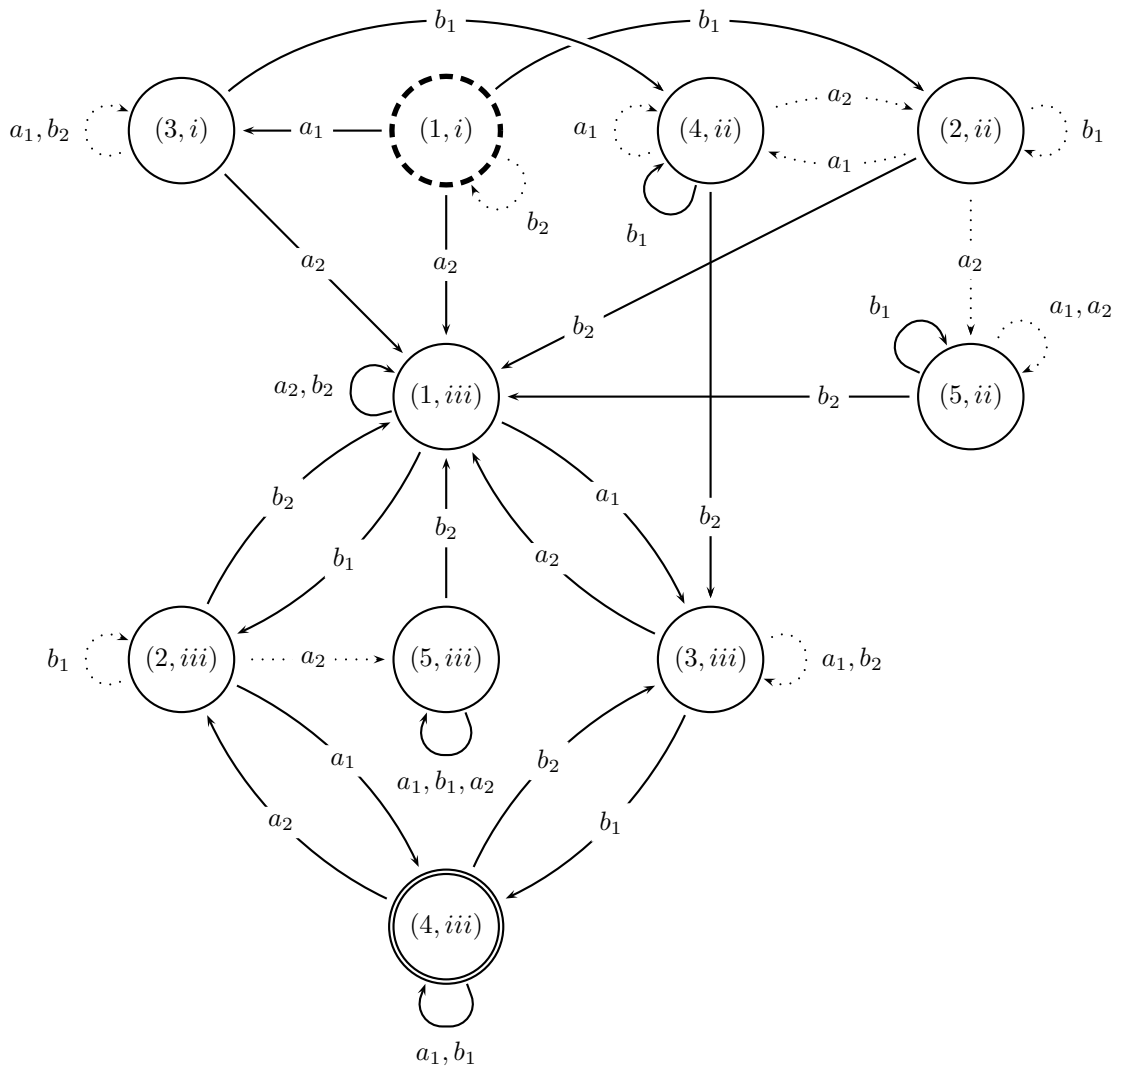 b₁ b₁
a₁, b₂ (3, i) a₁ (1, i) a₁ (4, ii) a₂ a₁ (2, ii) b₁
b₂ b₁
a₂ a₂ a₂
b₂ b₁ a₁, a₂
a₂, b₂ (1, iii) b₂ (5, ii)
b₂ b₁ b₂ a₂ a₁ b₂
b₁ (2, iii) a₂ (5, iii) (3, iii) a₁, b₂
a₁ a₁, b₁, a₂ b₂
a₂ b₁
(4, iii)
a₁, b₁